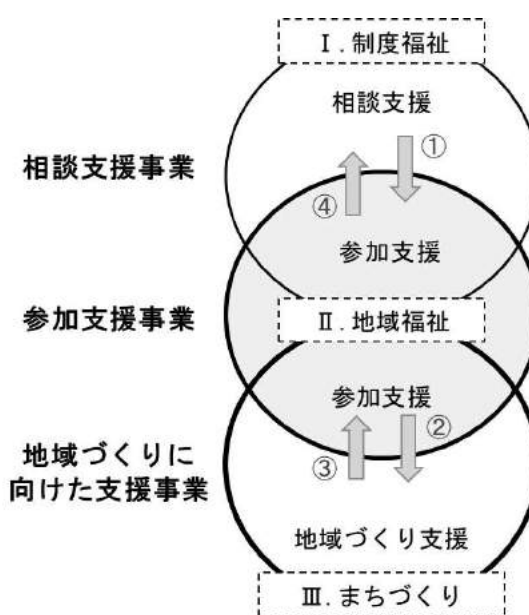 Ⅰ.制度福祉
相談支援
①
相談支援事業
④
参加支援
参加支援事業
Ⅱ.地域福祉
参加支援
②
地域づくりに
向けた支援事業
③
地域づくり支援
Ⅲ.まちづくり